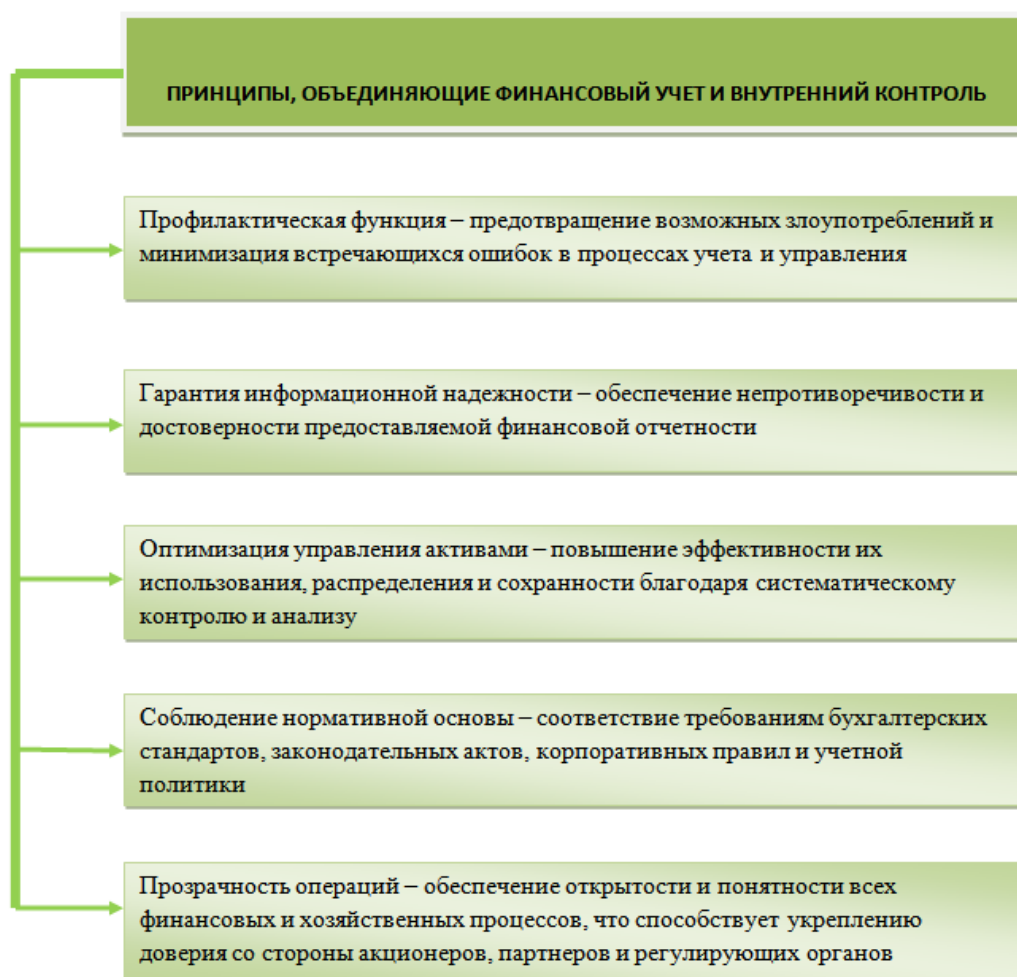 ПРИНЦИПЫ, ОБЪЕДИНЯЮЩИЕ ФИНАНСОВЫЙ УЧЕТ И ВНУТРЕННИЙ КОНТРОЛЬ
Профилактическая функция – предотвращение возможных злоупотреблений и
минимизация встречающихся ошибок в процессах учета и управления
Гарантия информационной надежности – обеспечение непротиворечивости и
достоверности предоставляемой финансовой отчетности
Оптимизация управления активами – повышение эффективности их
использования, распределения и сохранности благодаря систематическому
контролю и анализу
Соблюдение нормативной основы – соответствие требованиям бухгалтерских
стандартов, законодательных актов, корпоративных правил и учетной
политики
Прозрачность операций – обеспечение открытости и понятности всех
финансовых и хозяйственных процессов, что способствует укреплению
доверия со стороны акционеров, партнеров и регулирующих органов